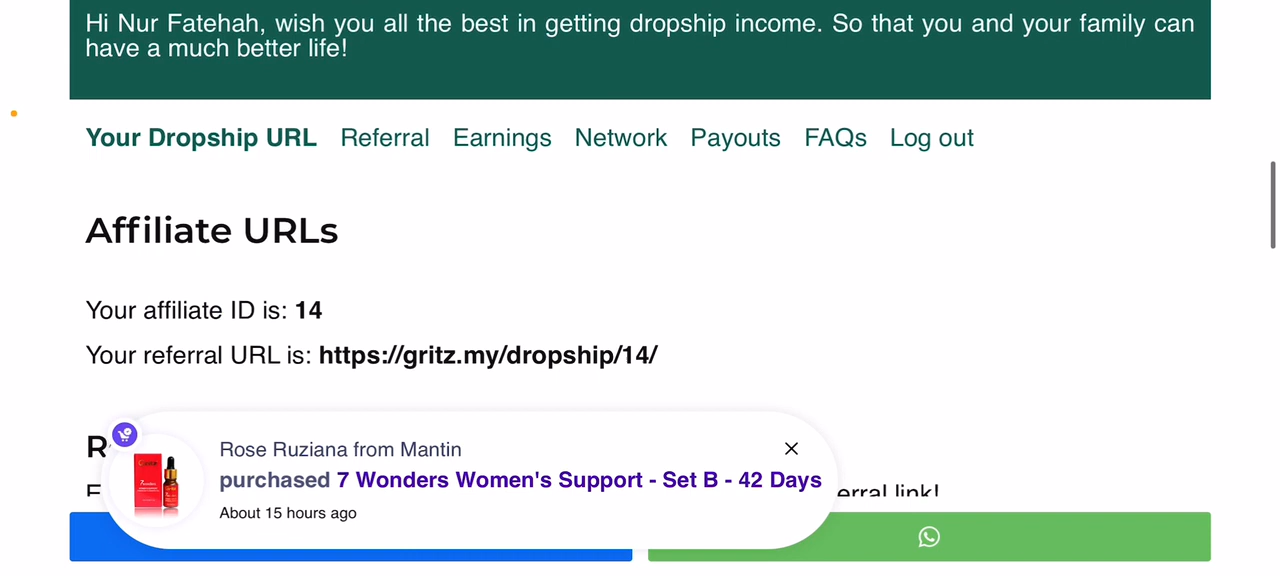 Hi Nur Fatehah, wish you all the best in getting dropship income. So that you and your family can
have a much better life!
Your Dropship URL Referral Earnings Network Payouts FAQs Log out
Affiliate URLs
Your affiliate ID is: 14
Your referral URL is: https://gritz.my/dropship/14/
Rose Ruziana from Mantin
purchased 7 Wonders Women's Support - Set B - 42 Days
About 15 hours ago
link!